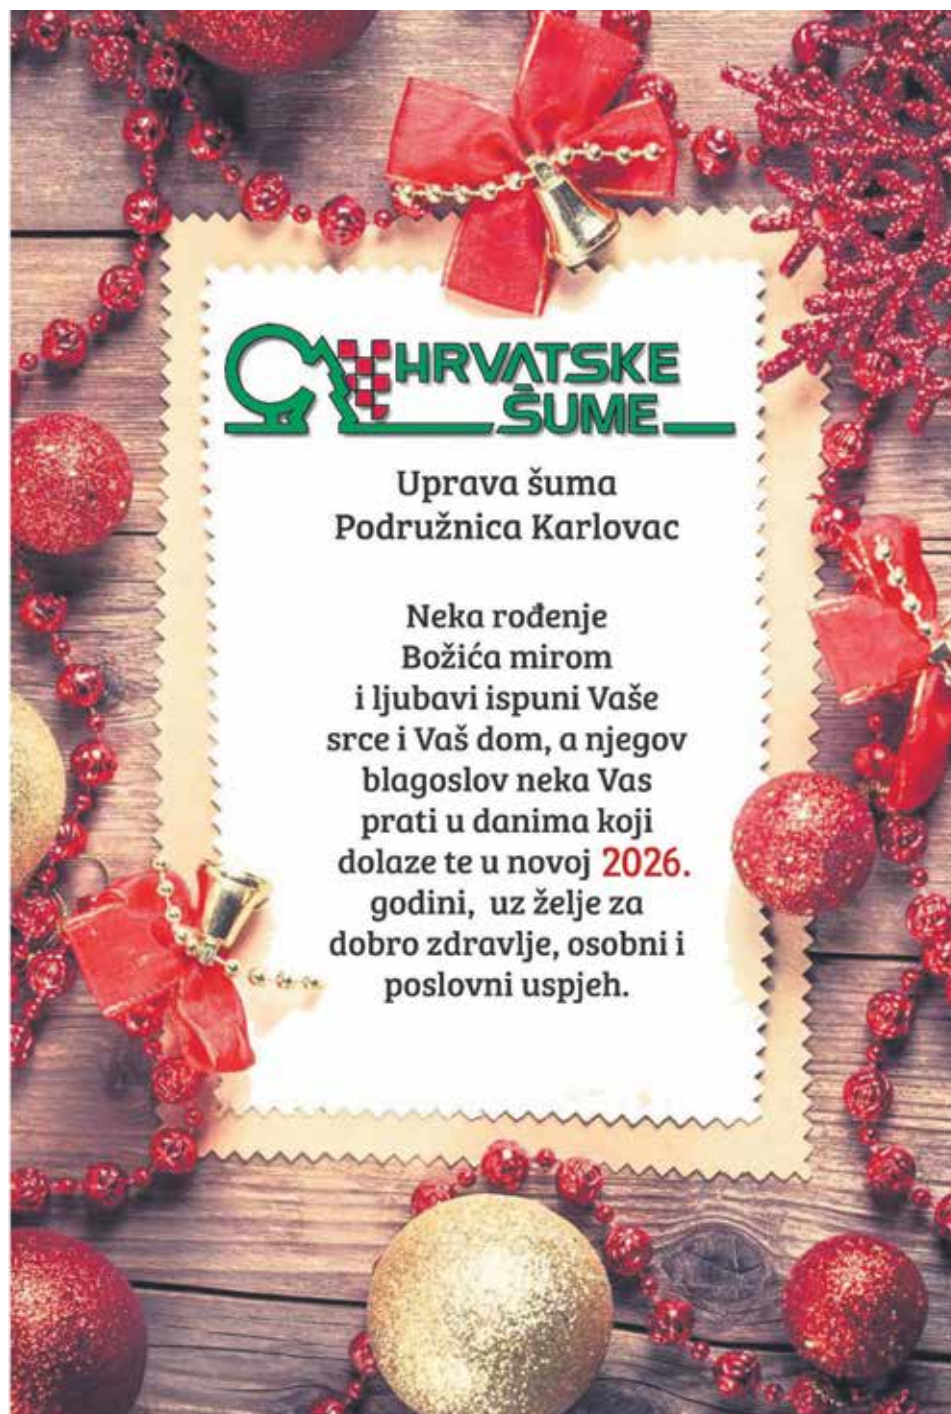 HRVATSKE
ŠUME
Uprava šuma
Podružnica Karlovac
Neka rođenje
Božića mirom
i ljubavi ispuni Vaše
srce i Vaš dom, a njegov
blagoslov neka Vas
prati u danima koji
dolaze te u novoj 2026.
godini, uz želje za
dobro zdravlje, osobni i
poslovni uspjeh.